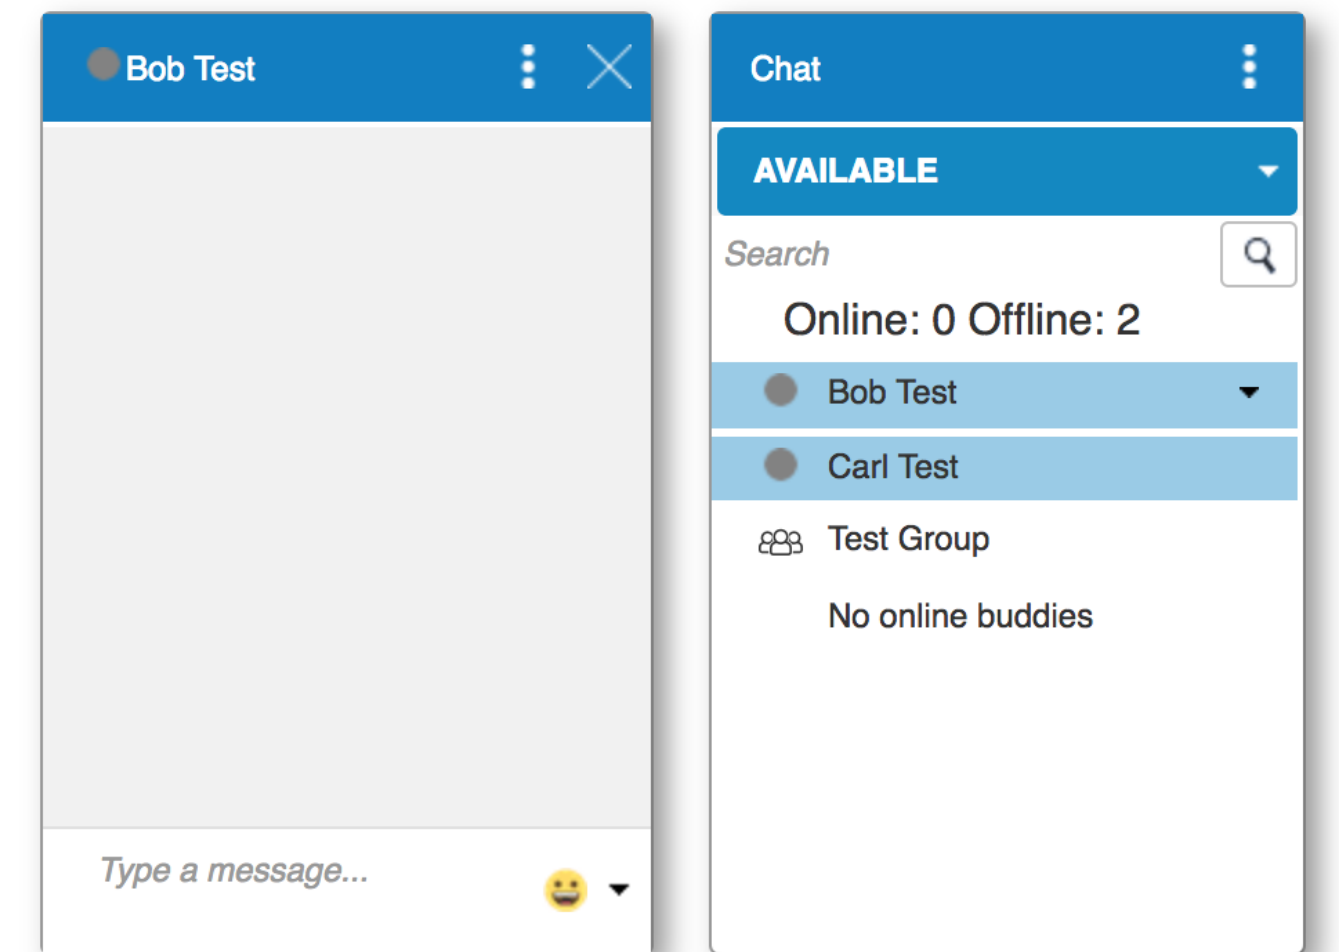 Bob Test
Type a message...
Chat
AVAILABLE
Search
Online: 0 Offline: 2
Bob Test
Carl Test
Test Group
No online buddies